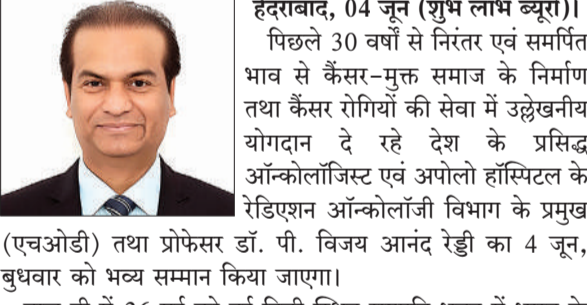 हैदराबाद, 04 जून (शुभ लाभ ब्यूरो)।
पिछले 30 वर्षों से निरंतर एवं समर्पित
भाव से कैंसर-मुक्त समाज के निर्माण
तथा कैंसर रोगियों की सेवा में उल्लेखनीय
योगदान दे रहे देश के प्रसिद्ध
ऑन्कोलॉजिस्ट एवं अपोलो हॉस्पिटल के
रेडिएशन ऑन्कोलॉजी विभाग के प्रमुख
(एचओडी) तथा प्रोफेसर डॉ. पी. विजय आनंद रेड्डी का 4 जून,
बुधवार को भव्य सम्मान किया जाएगा।